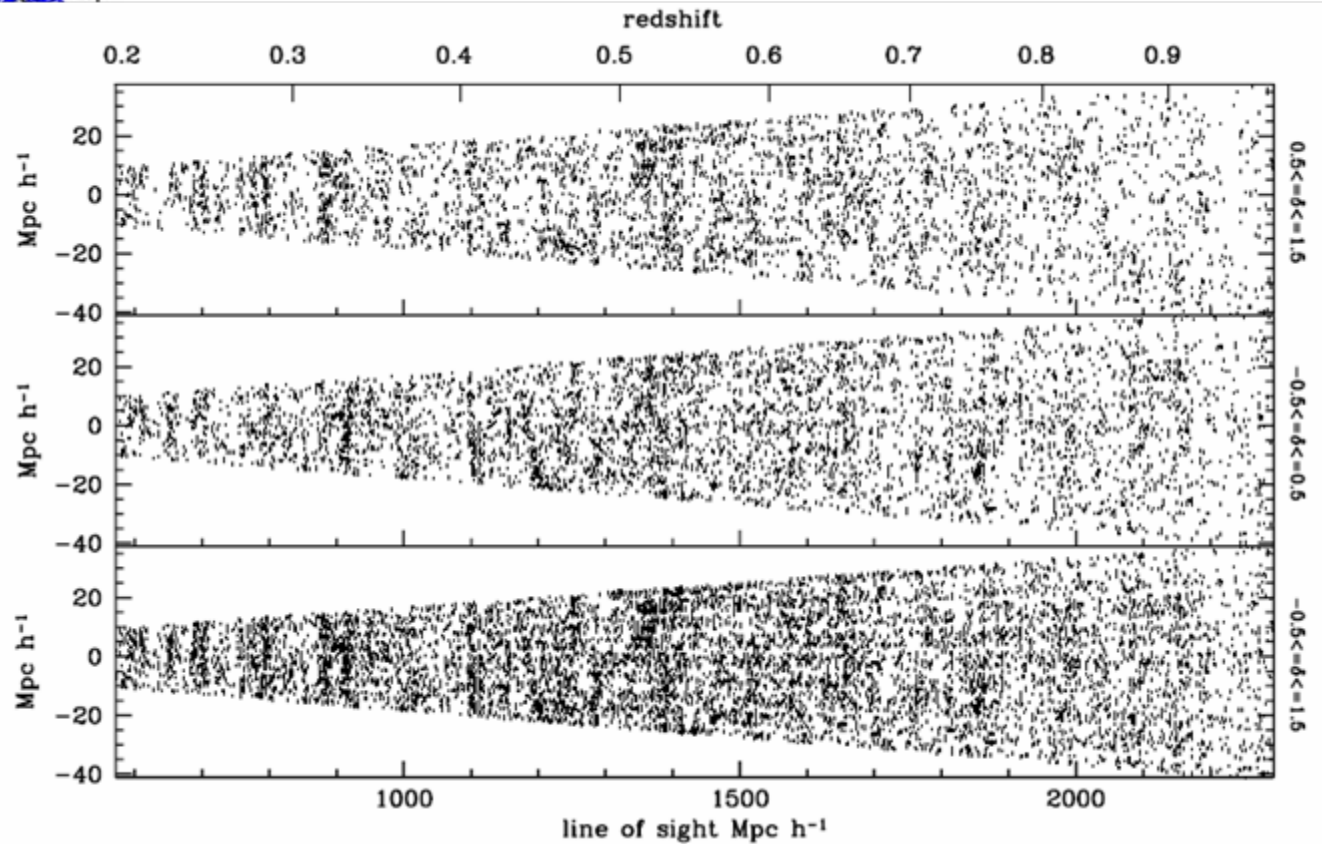 redshift
0.2 0.3 0.4 0.5 0.6 0.7 0.8 0.9
20
0
−20
−40
Mpc h⁻¹
0.5<=δ<=1.5
20
0
−20
−40
Mpc h⁻¹
−0.5<=δ<=0.5
20
0
−20
−40
Mpc h⁻¹
−0.5<=δ<=1.5
1000 1500 2000
line of sight Mpc h⁻¹